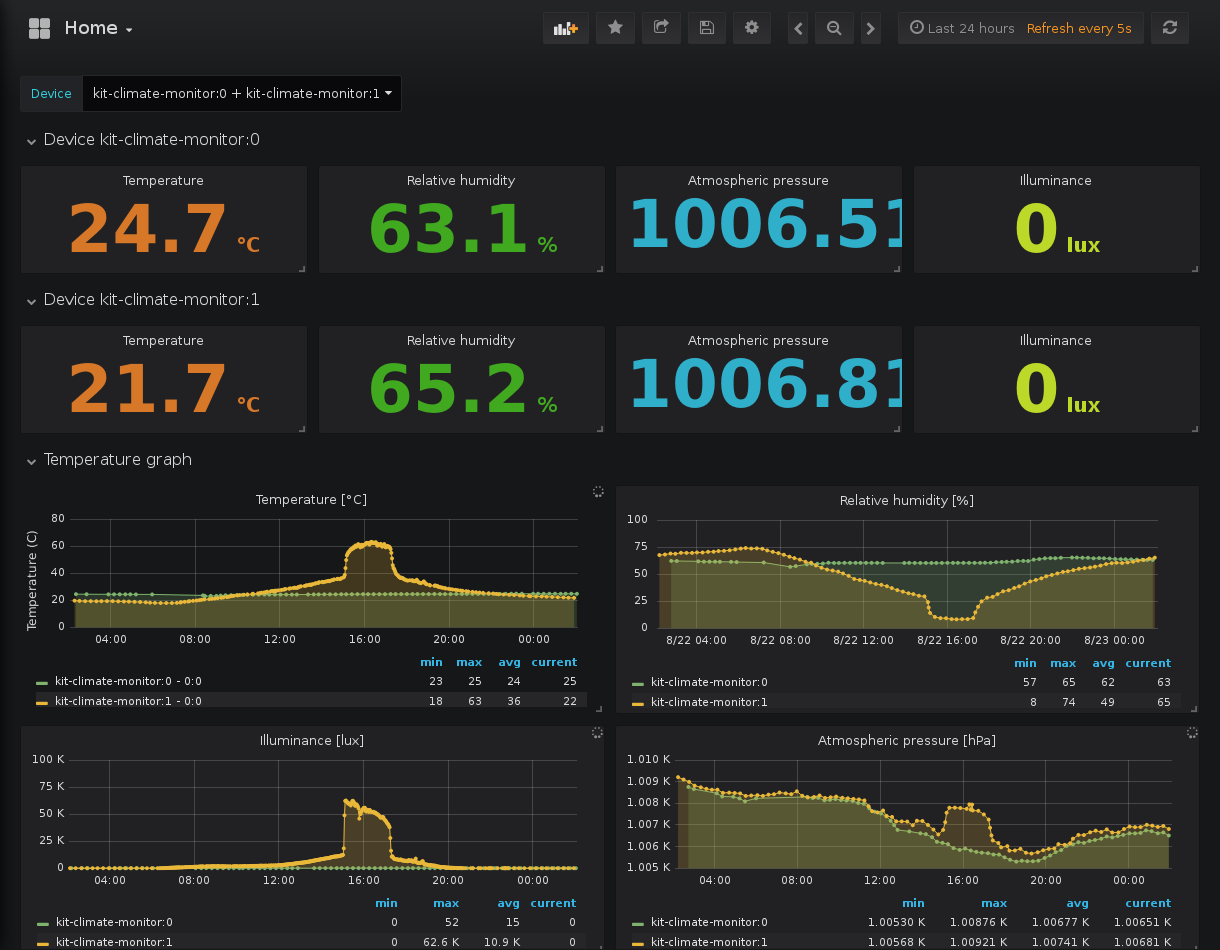 Home
Last 24 hours Refresh every 5s
Device kit-climate-monitor:0 + kit-climate-monitor:1
Device kit-climate-monitor:0
Temperature Relative humidity Atmospheric pressure Illuminance
24.7 °C 63.1 % 1006.51 0 lux
Device kit-climate-monitor:1
Temperature Relative humidity Atmospheric pressure Illuminance
21.7 °C 65.2 % 1006.81 0 lux
Temperature graph
Temperature [°C]
Temperature (C)
80
60
40
20
0
04:00 08:00 12:00 16:00 20:00 00:00
min max avg current
kit-climate-monitor:0 - 0:0 23 25 24 25
kit-climate-monitor:1 - 0:0 18 63 36 22
Relative humidity [%]
100
75
50
25
0
8/22 04:00 8/22 08:00 8/22 12:00 8/22 16:00 8/22 20:00 8/23 00:00
min max avg current
kit-climate-monitor:0 57 65 62 63
kit-climate-monitor:1 8 74 49 65
Illuminance [lux]
100 K
75 K
50 K
25 K
0
04:00 08:00 12:00 16:00 20:00 00:00
min max avg current
kit-climate-monitor:0 0 52 15 0
kit-climate-monitor:1 0 62.6 K 10.9 K 0
Atmospheric pressure [hPa]
1.010 K
1.009 K
1.008 K
1.007 K
1.006 K
1.005 K
04:00 08:00 12:00 16:00 20:00 00:00
min max avg current
kit-climate-monitor:0 1.00530 K 1.00876 K 1.00677 K 1.00651 K
kit-climate-monitor:1 1.00568 K 1.00921 K 1.00741 K 1.00681 K